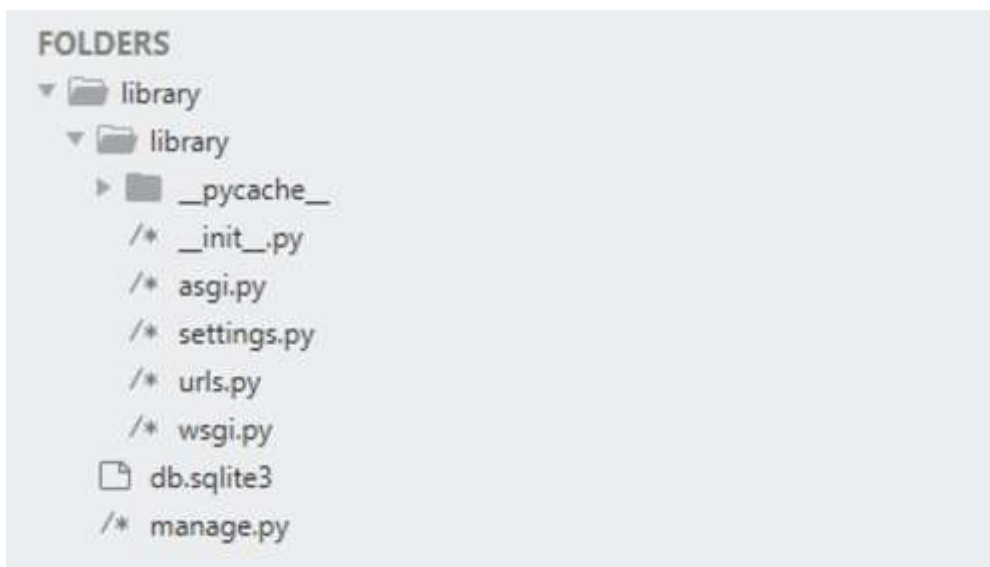 FOLDERS
library
library
__pycache__
/* __init__.py
/* asgi.py
/* settings.py
/* urls.py
/* wsgi.py
db.sqlite3
/* manage.py